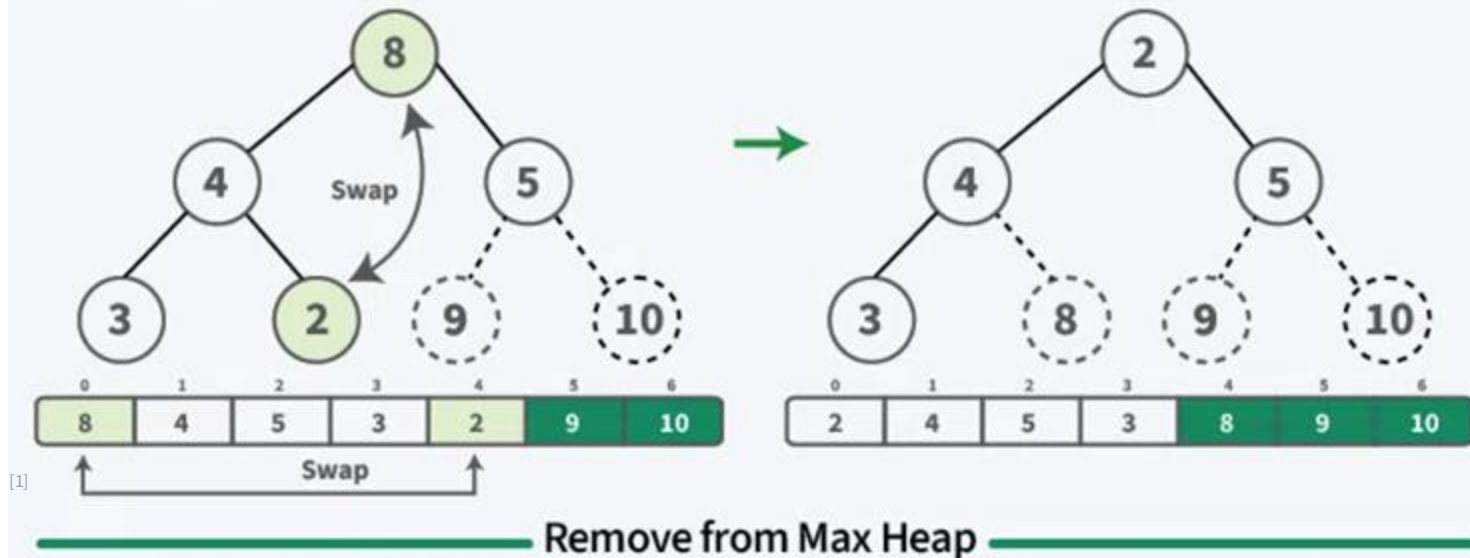 8 2
4 Swap 5 4 5
3 2 9 10 3 8 9 10
0 1 2 3 4 5 6 0 1 2 3 4 5 6
8 4 5 3 2 9 10 2 4 5 3 8 9 10
Swap
[1]
Remove from Max Heap